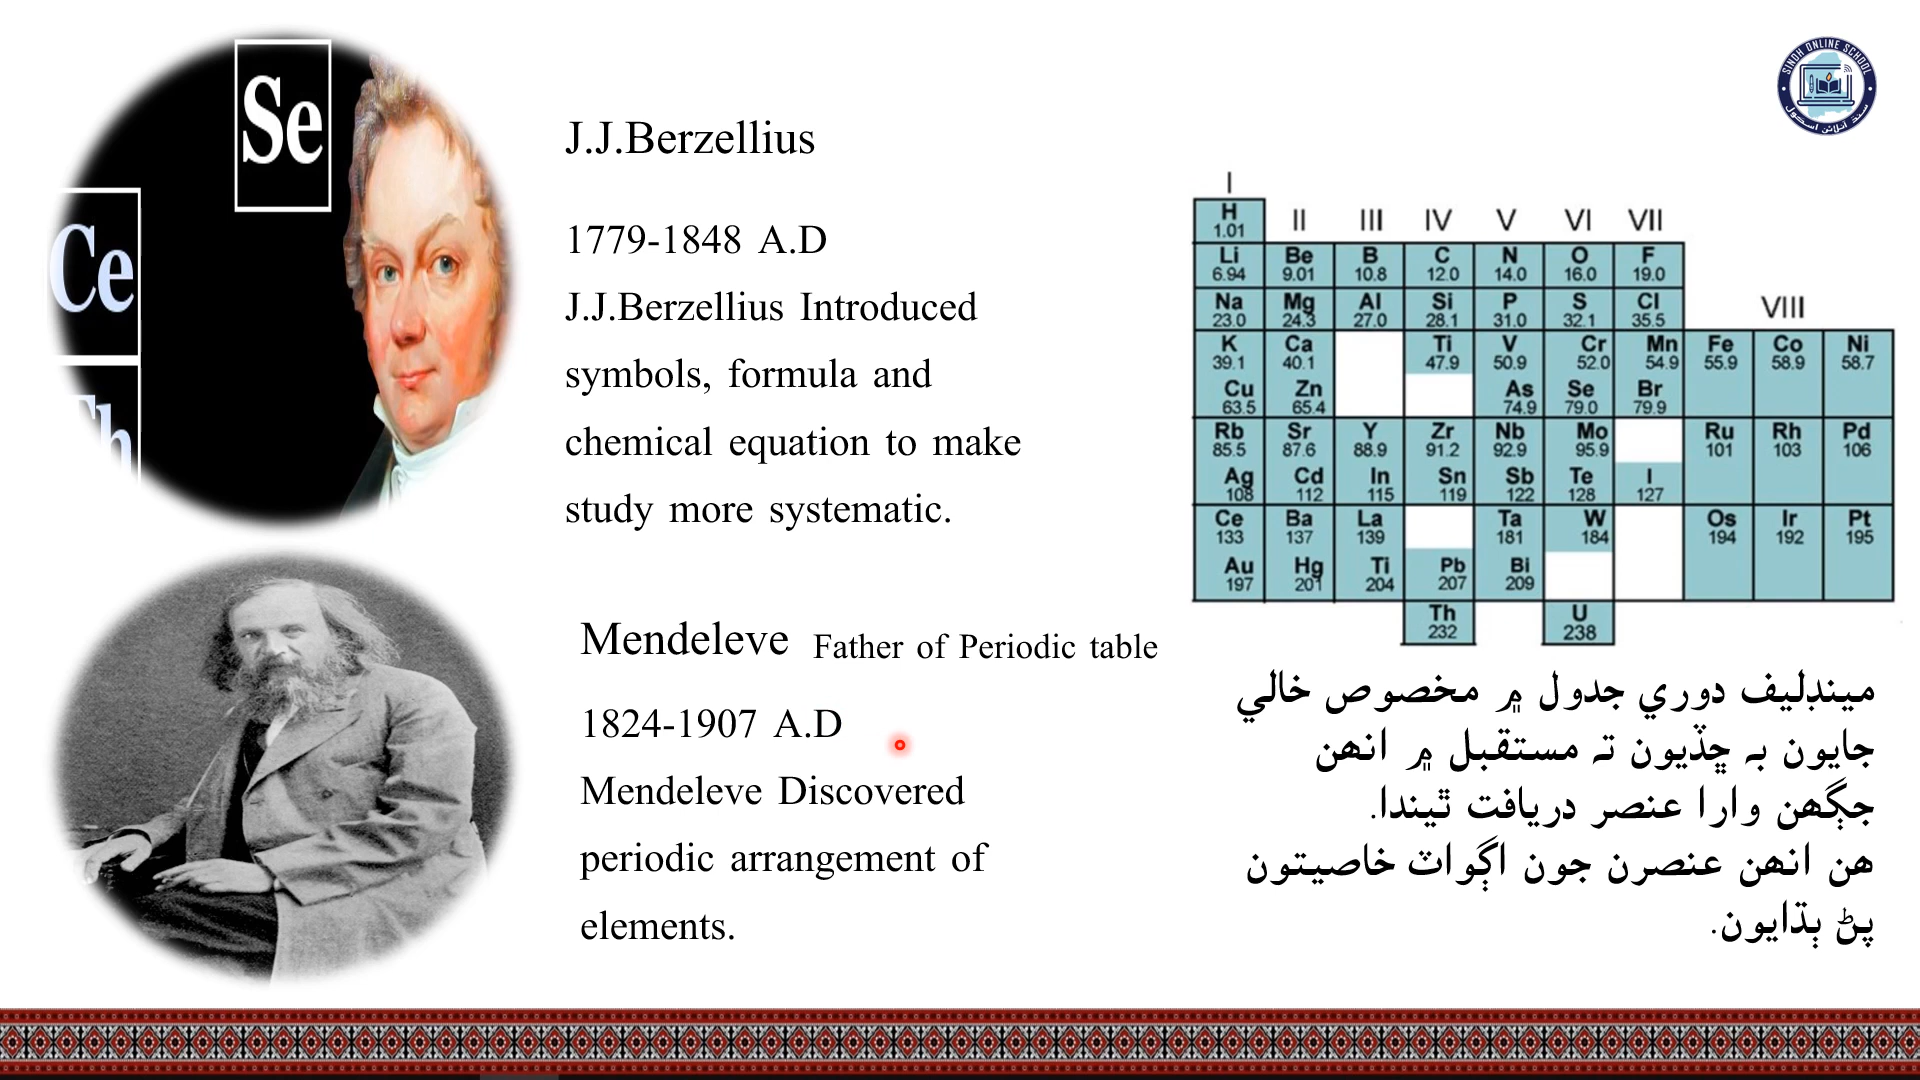 Se
Ce
SINDH ONLINE SCHOOL
سنڌ آنلائن اسڪول
J.J.Berzellius
1779-1848 A.D
J.J.Berzellius Introduced
symbols, formula and
chemical equation to make
study more systematic.
Mendeleve Father of Periodic table
1824-1907 A.D
Mendeleve Discovered
periodic arrangement of
elements.
I
II III IV V VI VII
H
1.01
Li Be B C N O F
6.94 9.01 10.8 12.0 14.0 16.0 19.0
Na Mg Al Si P S Cl
23.0 24.3 27.0 28.1 31.0 32.1 35.5
VIII
K Ca Ti V Cr Mn Fe Co Ni
39.1 40.1 47.9 50.9 52.0 54.9 55.9 58.9 58.7
Cu Zn As Se Br
63.5 65.4 74.9 79.0 79.9
Rb Sr Y Zr Nb Mo Ru Rh Pd
85.5 87.6 88.9 91.2 92.9 95.9 101 103 106
Ag Cd In Sn Sb Te I
108 112 115 119 122 128 127
Ce Ba La Ta W Os Ir Pt
133 137 139 181 184 194 192 195
Au Hg Ti Pb Bi
197 201 204 207 209
Th U
232 238
مينڊليف دوري جدول ۾ مخصوص خالي
جايون به ڇڏيون ته مستقبل ۾ انهن
جڳهن وارا عنصر دريافت ٿيندا.
هن انهن عنصرن جون اڳواٽ خاصيتون
پڻ ٻڌايون.